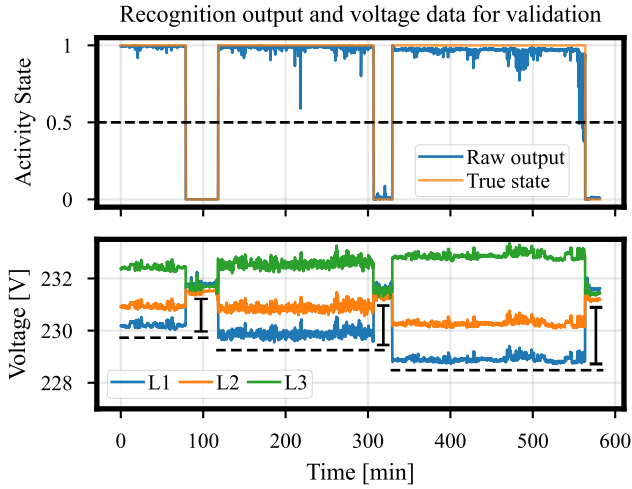 Recognition output and voltage data for validation
Activity State
1
0.5
0
Raw output
True state
Voltage [V]
232
230
228
L1 L2 L3
0 100 200 300 400 500 600
Time [min]